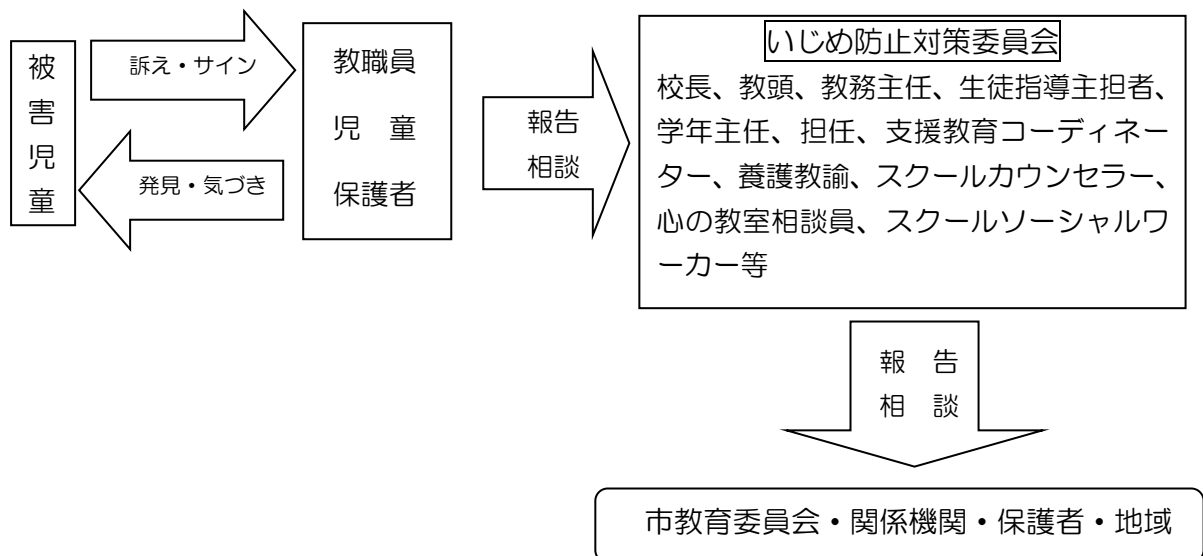 被害児童
訴え・サイン
発見・気づき
教職員
児　童
保護者
報告
相談
いじめ防止対策委員会
校長、教頭、教務主任、生徒指導主担者、
学年主任、担任、支援教育コーディネー
ター、養護教諭、スクールカウンセラー、
心の教室相談員、スクールソーシャルワ
ーカー等
報　告
相　談
市教育委員会・関係機関・保護者・地域